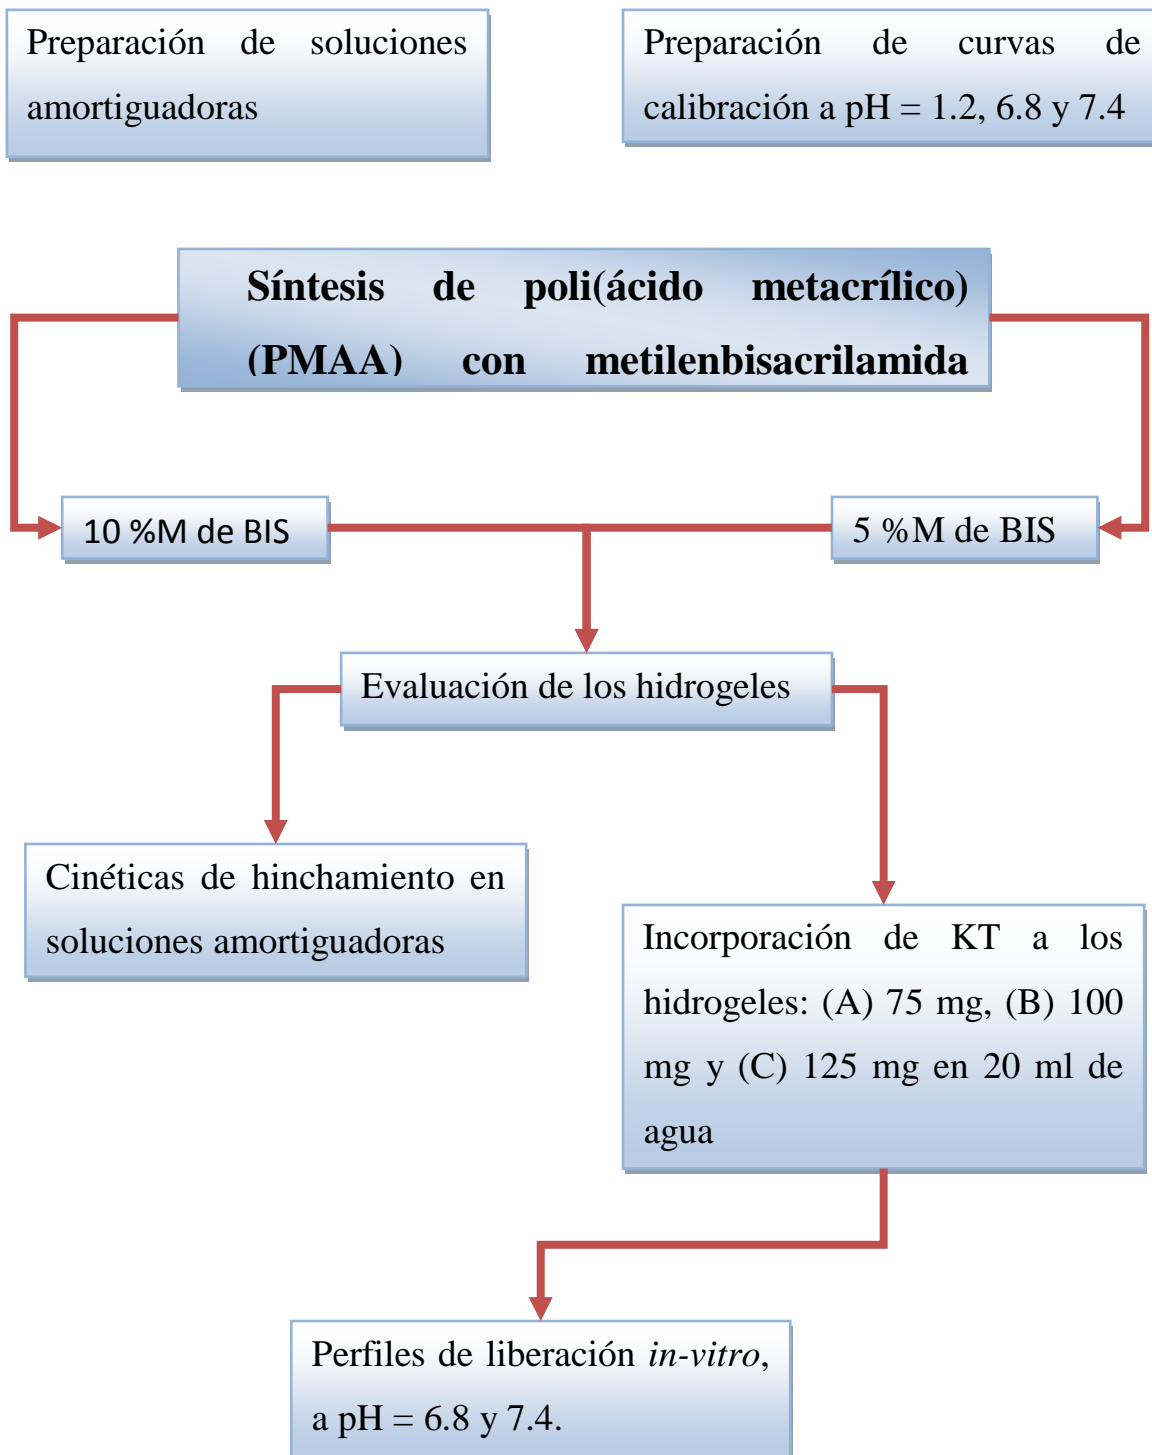 Preparación de soluciones
amortiguadoras
Preparación de curvas de
calibración a pH = 1.2, 6.8 y 7.4
Síntesis de poli(ácido metacrílico)
(PMAA) con metilenbisacrilamida
10 %M de BIS
5 %M de BIS
Evaluación de los hidrogeles
Cinéticas de hinchamiento en
soluciones amortiguadoras
Incorporación de KT a los
hidrogeles: (A) 75 mg, (B) 100
mg y (C) 125 mg en 20 ml de
agua
Perfiles de liberación in-vitro,
a pH = 6.8 y 7.4.